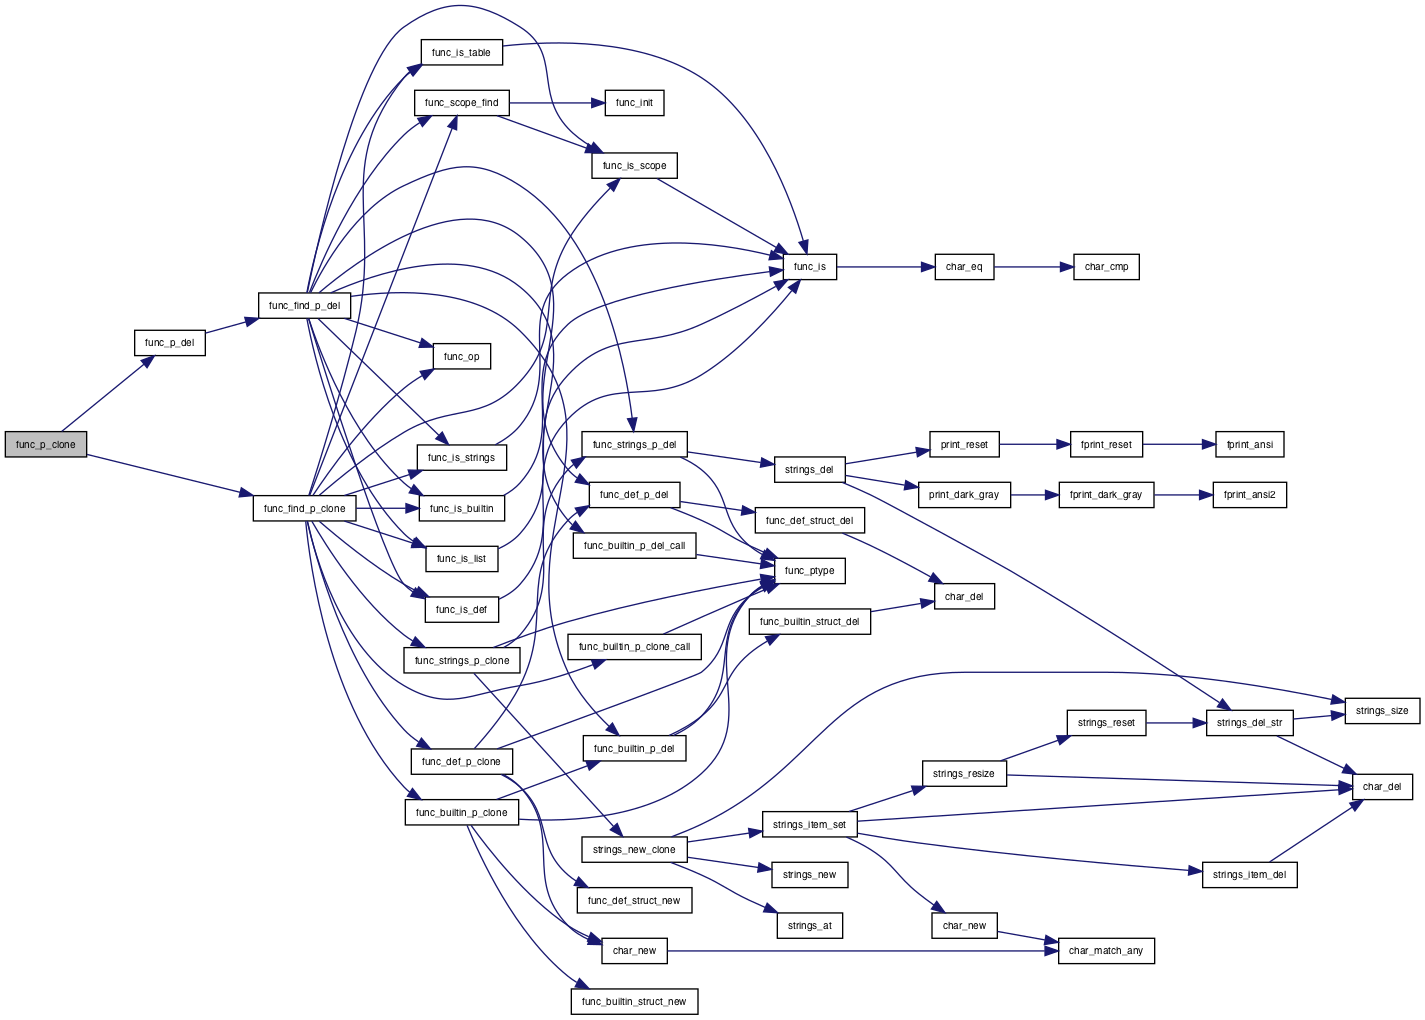 func_is_table
func_scope_find
func_init
func_is_scope
func_is
char_eq
char_cmp
func_find_p_del
func_p_del
func_op
func_p_clone
func_strings_p_del
print_reset
fprint_reset
fprint_ansi
func_is_strings
strings_del
func_def_p_del
print_dark_gray
fprint_dark_gray
fprint_ansi2
func_find_p_clone
func_is_builtin
func_def_struct_del
func_builtin_p_del_call
func_is_list
func_ptype
char_del
func_is_def
func_builtin_struct_del
func_builtin_p_clone_call
func_strings_p_clone
strings_size
strings_reset
strings_del_str
func_builtin_p_del
func_def_p_clone
strings_resize
char_del
func_builtin_p_clone
strings_item_set
strings_new_clone
strings_new
strings_item_del
func_def_struct_new
strings_at
char_new
char_new
char_match_any
func_builtin_struct_new